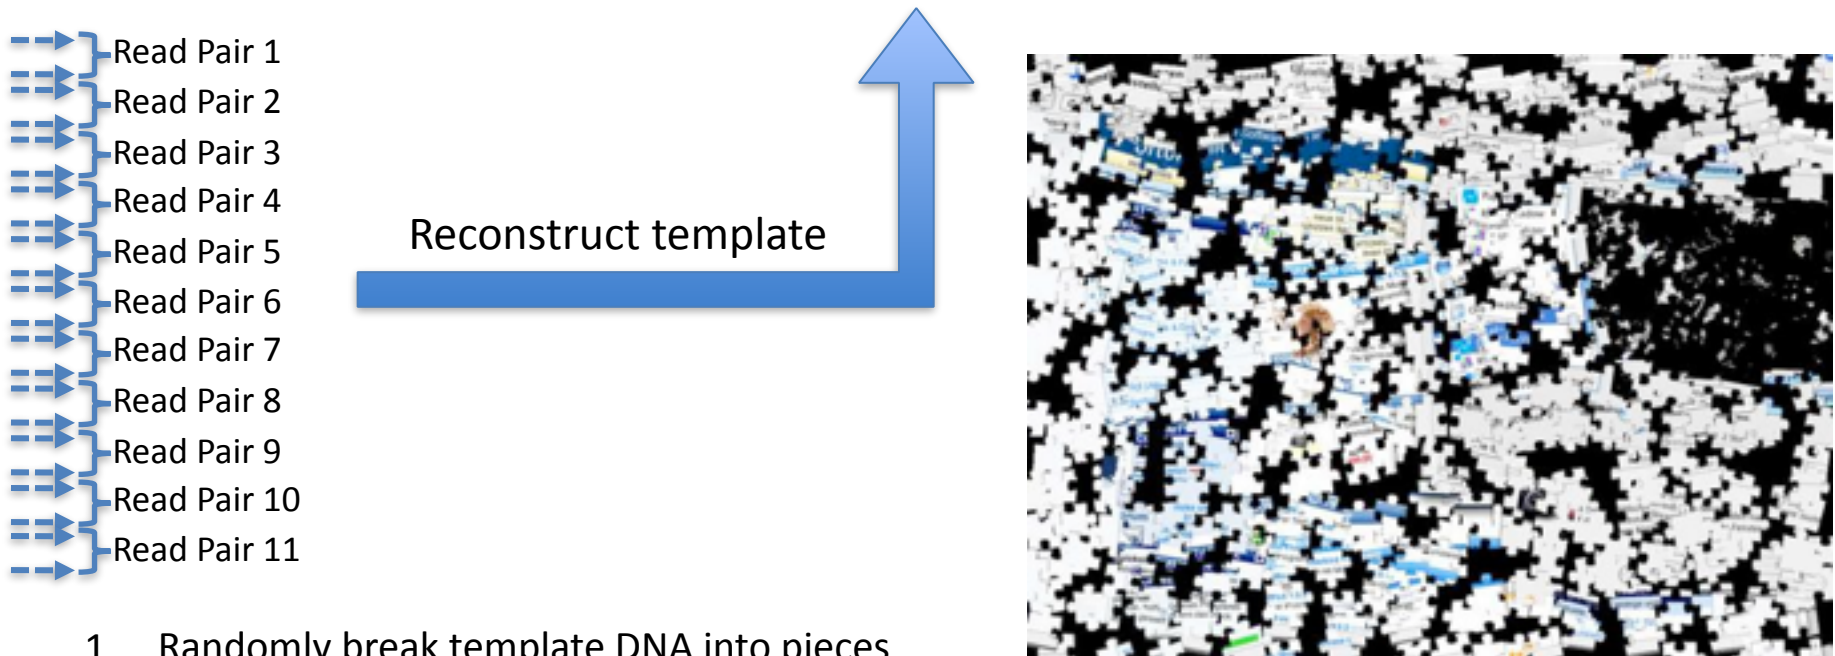 Read Pair 1
Read Pair 2
Read Pair 3
Read Pair 4
Read Pair 5
Read Pair 6
Read Pair 7
Read Pair 8
Read Pair 9
Read Pair 10
Read Pair 11
Reconstruct template
1 Randomly break template DNA into pieces